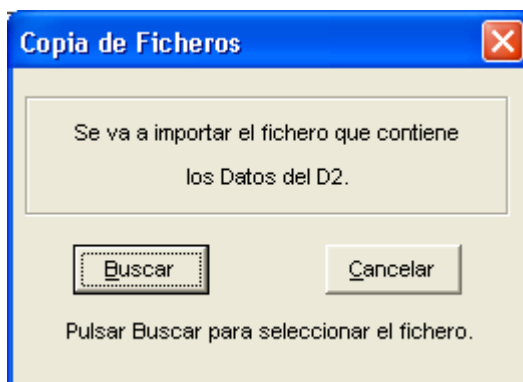 Copia de Ficheros
Se va a importar el fichero que contiene
los Datos del D2.
Buscar
Cancelar
Pulsar Buscar para seleccionar el fichero.